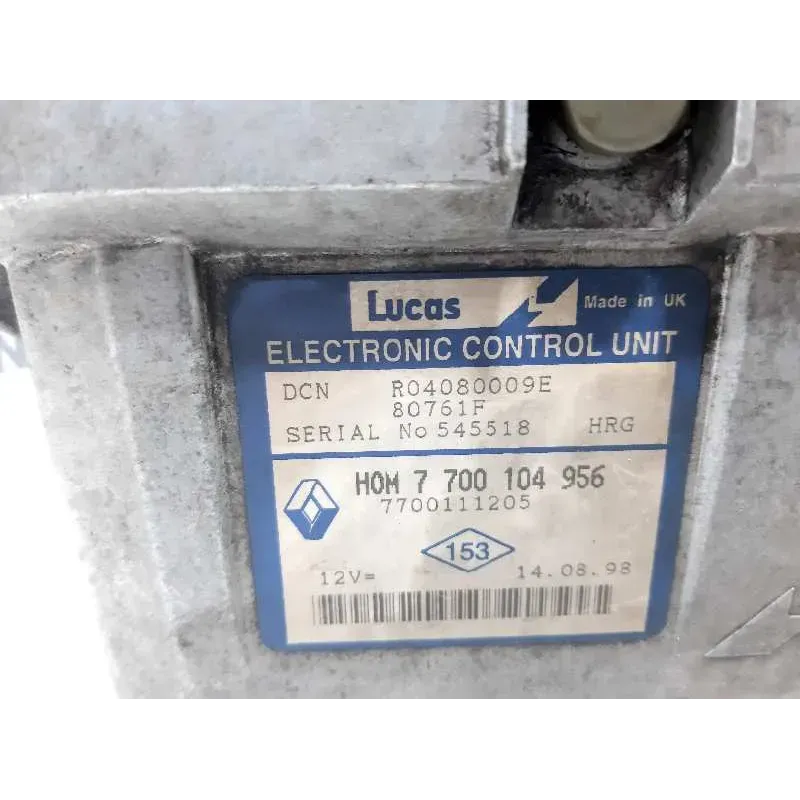 Lucas Made in UK
ELECTRONIC CONTROL UNIT
DCN R04080009E
80761F
SERIAL No 545518 HRG
HOM 7 700 104 956
7700111205
153
12V= 14.08.98